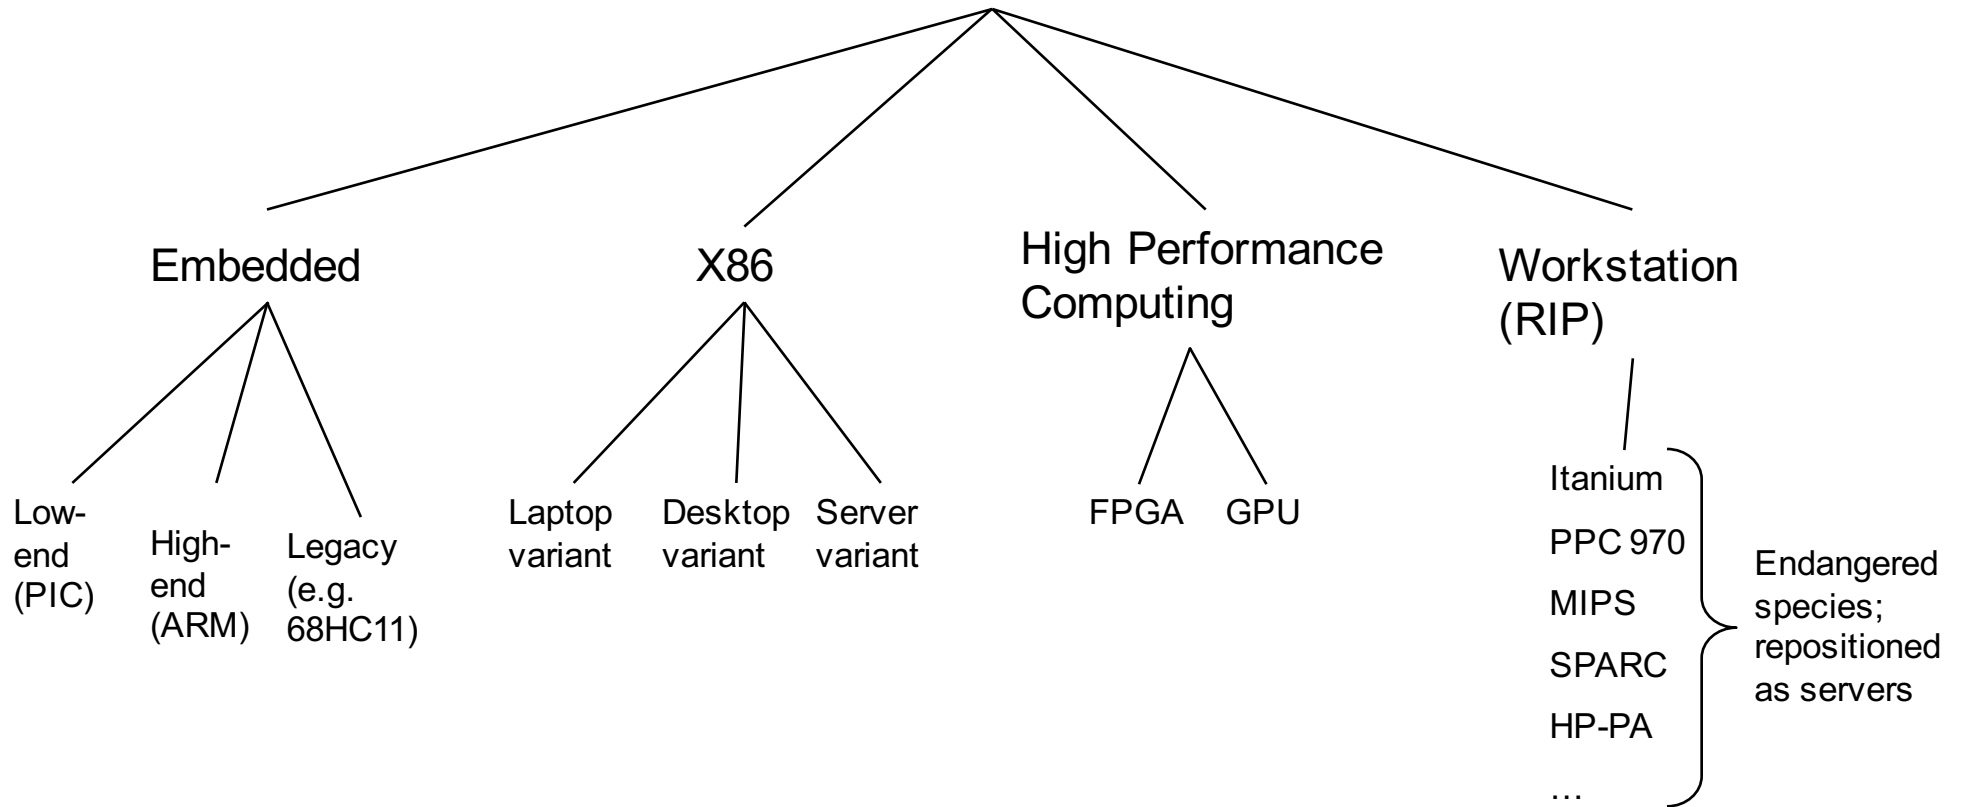 Embedded
X86
High Performance
Computing
Workstation
(RIP)
Low-
end
(PIC)
High-
end
(ARM)
Legacy
(e.g.
68HC11)
Laptop
variant
Desktop
variant
Server
variant
FPGA
GPU
Itanium
PPC 970
MIPS
SPARC
HP-PA
…
Endangered
species;
repositioned
as servers